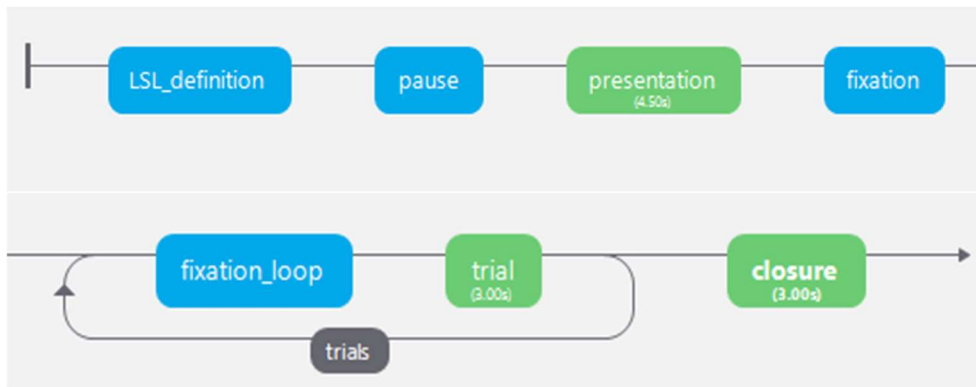 LSL_definition
pause
presentation
(4.50s)
fixation
fixation_loop
trial
(3.00s)
closure
(3.00s)
trials